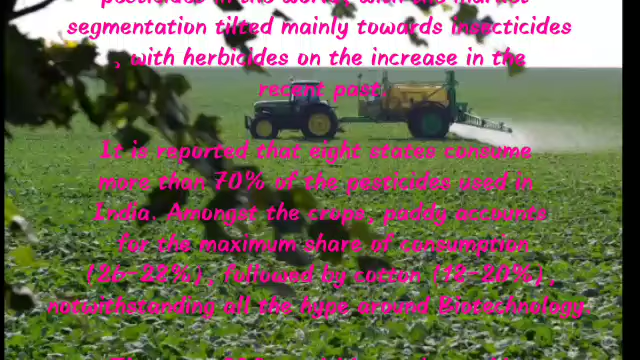 pesticides in the world, with the market
segmentation tilted mainly towards insecticides
, with herbicides on the increase in the
recent past.
It is reported that eight states consume
more than 70% of the pesticides used in
India. Amongst the crops, paddy accounts
for the maximum share of consumption
(26-28%), followed by cotton (18-20%),
notwithstanding all the hype around Biotechnology.